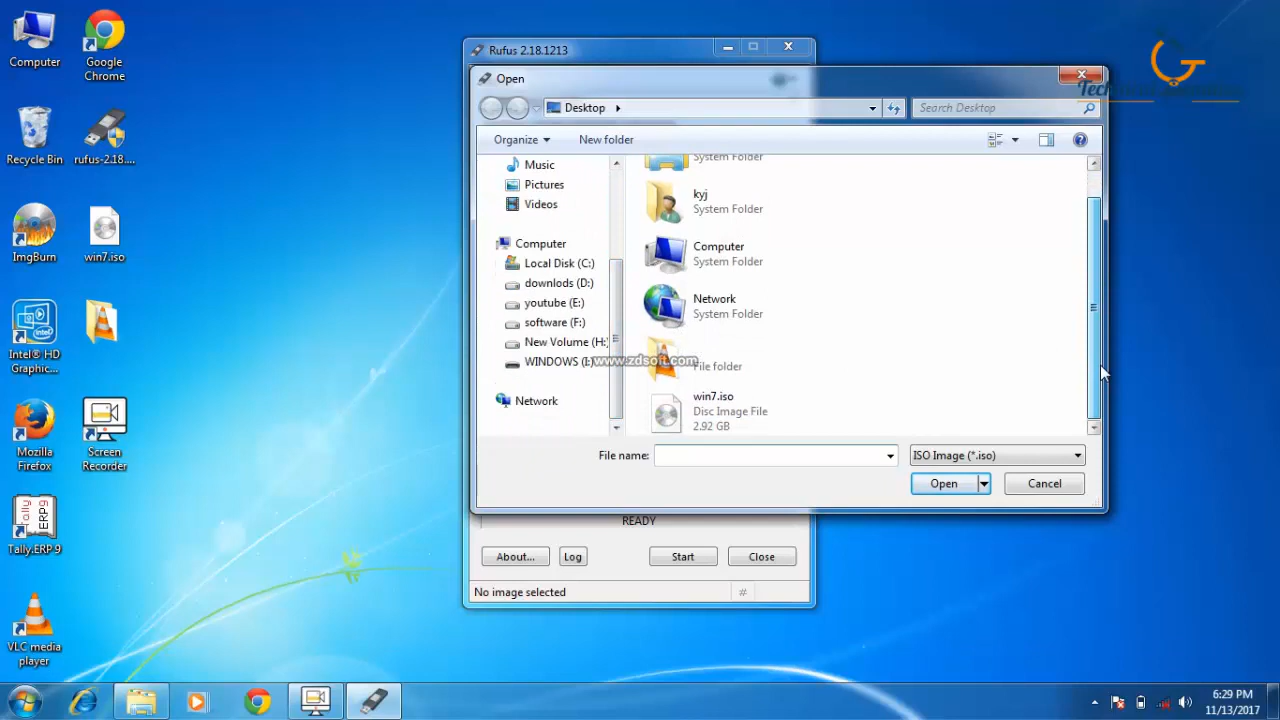 Computer
Google
Chrome
Recycle Bin
rufus-2.18....
ImgBurn
win7.iso
Intel® HD
Graphic...
Mozilla
Firefox
Screen
Recorder
Tally.ERP 9
VLC media
player
Rufus 2.18.1213
Open
Desktop
Search Desktop
Organize
New folder
Music
Pictures
Videos
Computer
Local Disk (C:)
downlods (D:)
youtube (E:)
software (F:)
New Volume (H:)
WINDOWS (I:)
Network
System Folder
kyj
System Folder
Computer
System Folder
Network
System Folder
www.zdsoft.com
File folder
win7.iso
Disc Image File
2.92 GB
File name:
ISO Image (*.iso)
Open
Cancel
READY
About...
Log
Start
Close
No image selected
#
6:29 PM
11/13/2017